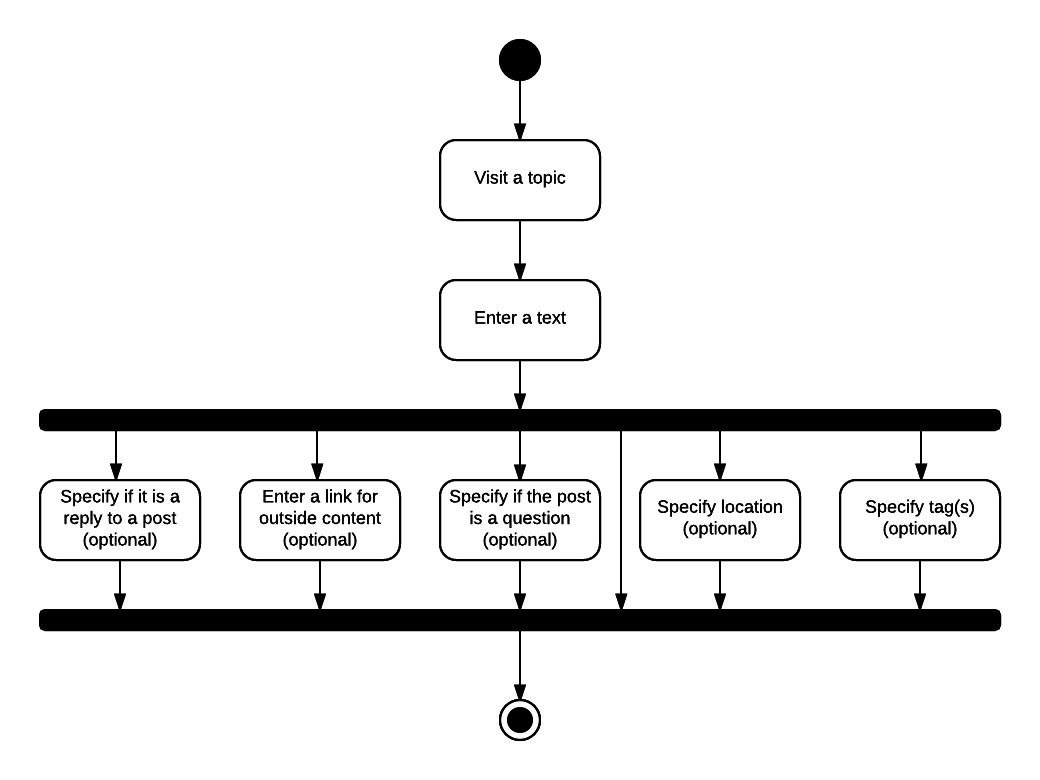 Visit a topic
Enter a text
Specify if it is a
reply to a post
(optional)
Enter a link for
outside content
(optional)
Specify if the post
is a question
(optional)
Specify location
(optional)
Specify tag(s)
(optional)